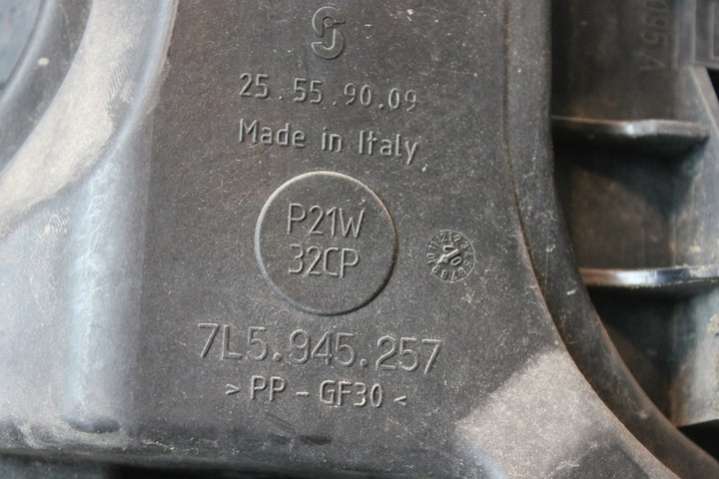 25.55.90.09
Made in Italy
P21W
32CP
7L5.945.257
> PP - GF30 <